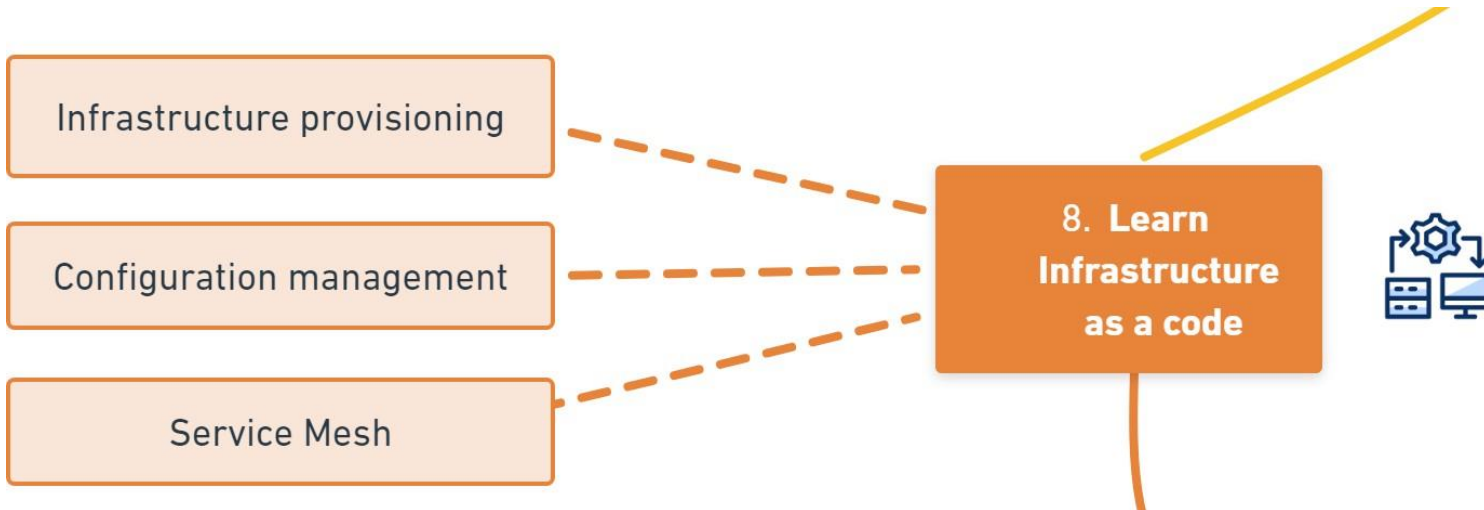 Infrastructure provisioning
Configuration management
Service Mesh
8. Learn
Infrastructure
as a code